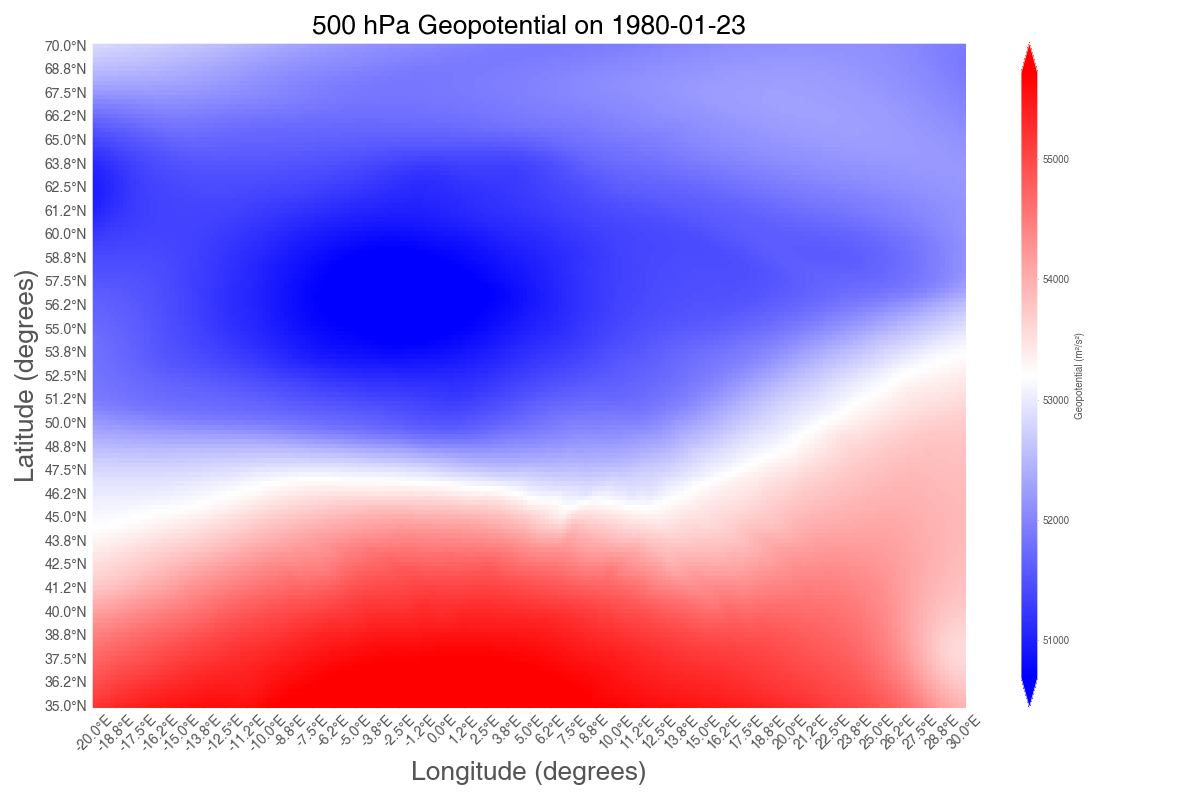 500 hPa Geopotential on 1980-01-23
70.0°N
68.8°N
67.5°N
66.2°N
65.0°N
63.8°N
62.5°N
61.2°N
60.0°N
58.8°N
57.5°N
56.2°N
55.0°N
53.8°N
52.5°N
51.2°N
50.0°N
48.8°N
47.5°N
46.2°N
45.0°N
43.8°N
42.5°N
41.2°N
40.0°N
38.8°N
37.5°N
36.2°N
35.0°N
Latitude (degrees)
-20.0°E
-18.8°E
-17.5°E
-16.2°E
-15.0°E
-13.8°E
-12.5°E
-11.2°E
-10.0°E
-8.8°E
-7.5°E
-6.2°E
-5.0°E
-3.8°E
-2.5°E
-1.2°E
0.0°E
1.2°E
2.5°E
3.8°E
5.0°E
6.2°E
7.5°E
8.8°E
10.0°E
11.2°E
12.5°E
13.8°E
15.0°E
16.2°E
17.5°E
18.8°E
20.0°E
21.2°E
22.5°E
23.8°E
25.0°E
26.2°E
27.5°E
28.8°E
30.0°E
Longitude (degrees)
55000
54000
53000
52000
51000
Geopotential (m²/s²)